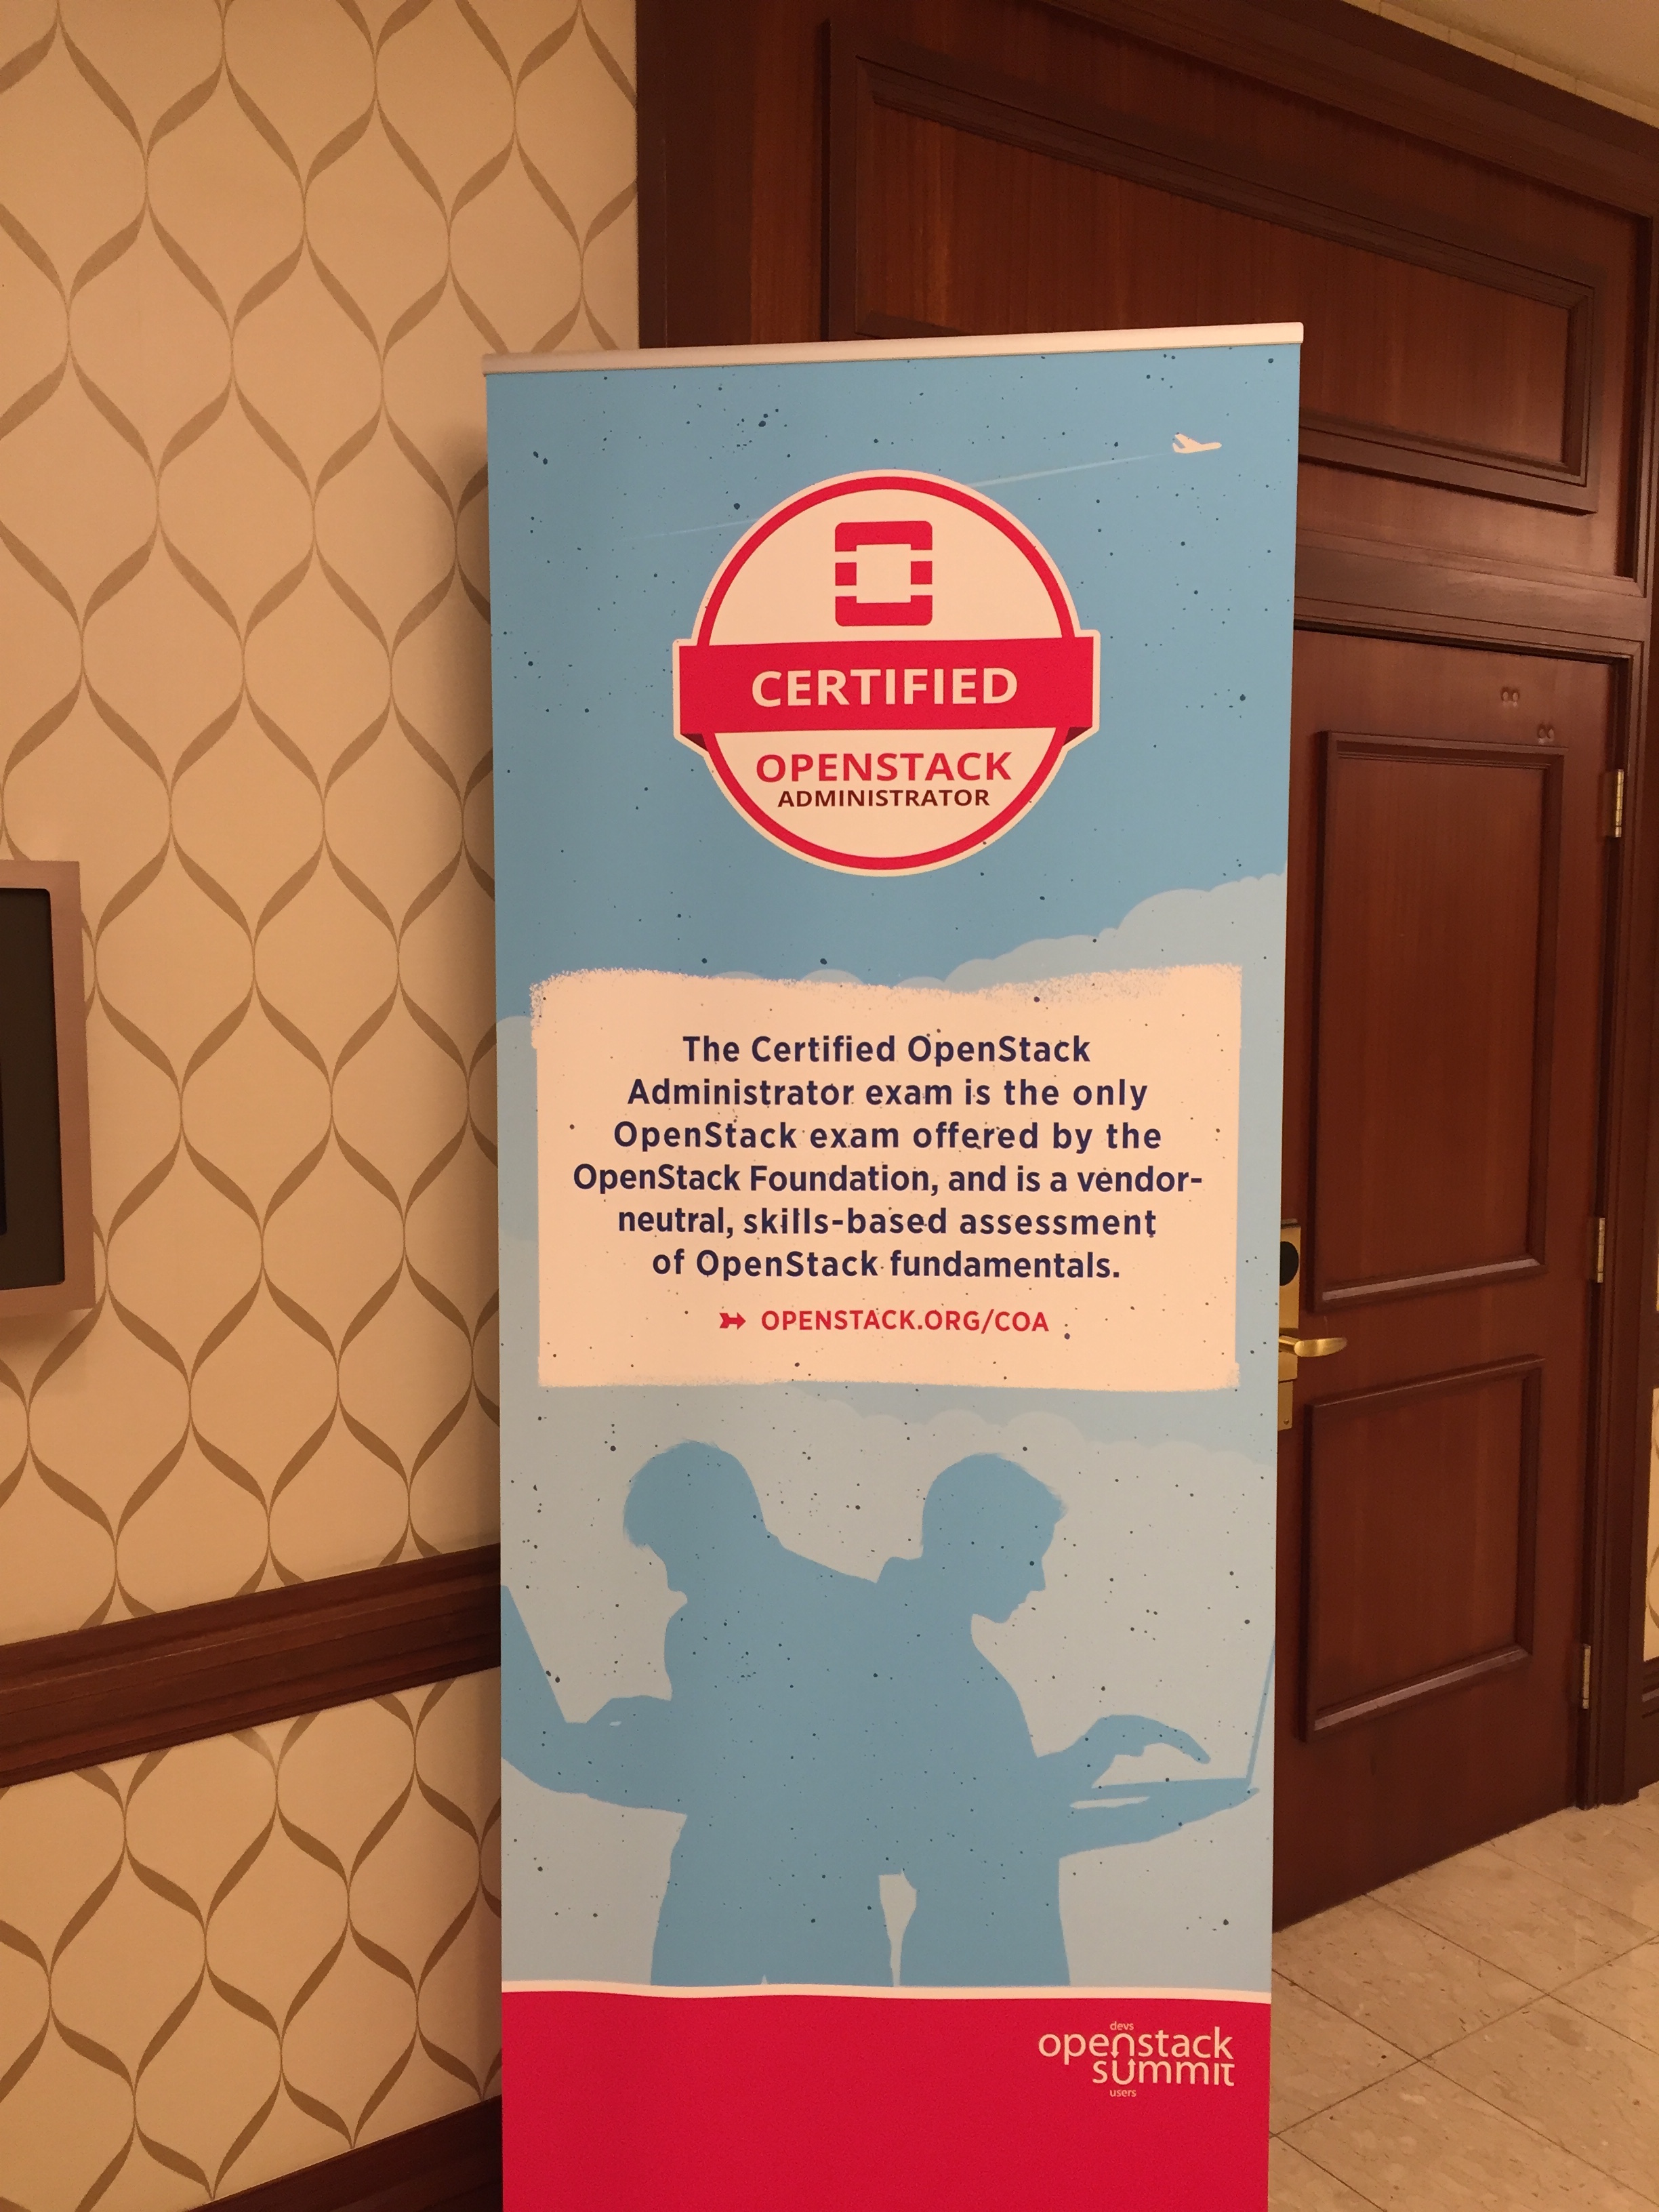 CERTIFIED
OPENSTACK
ADMINISTRATOR
The Certified OpenStack
Administrator exam is the only
OpenStack exam offered by the
OpenStack Foundation, and is a vendor-
neutral, skills-based assessment
of OpenStack fundamentals.
OPENSTACK.ORG/COA
devs
openstack
summit
users